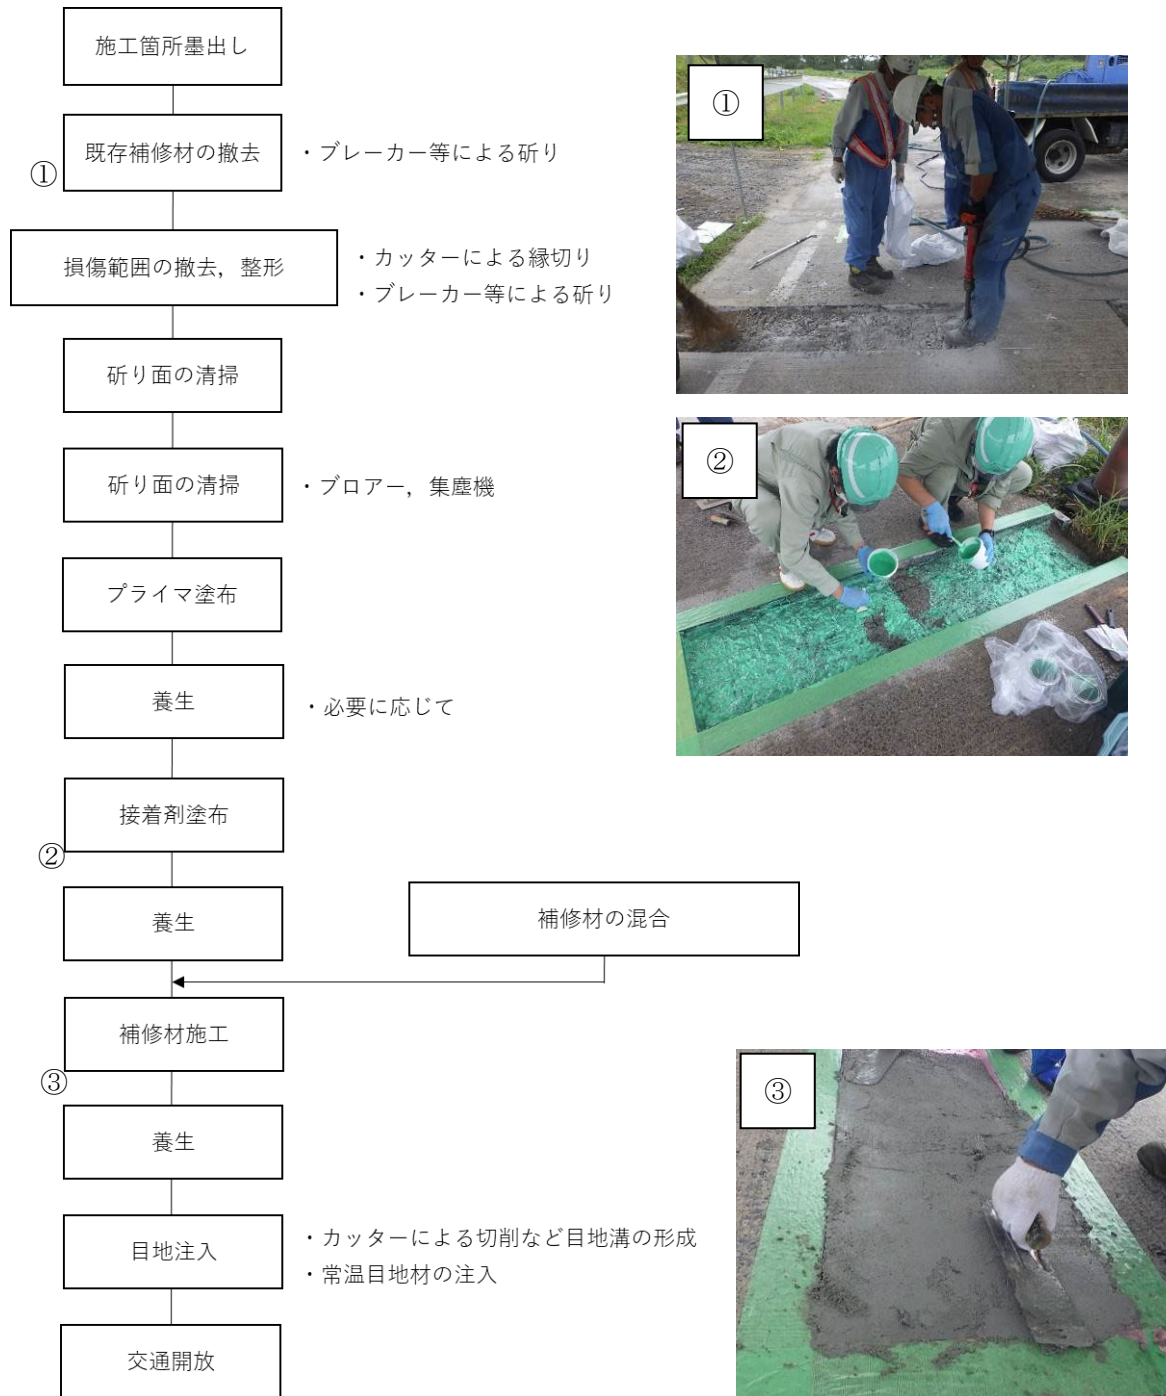 施工箇所墨出し
①
既存補修材の撤去
・ブレーカー等による斫り
損傷範囲の撤去，整形
・カッターによる縁切り
・ブレーカー等による斫り
斫り面の清掃
斫り面の清掃
・ブロアー，集塵機
プライマ塗布
養生
・必要に応じて
接着剤塗布
②
養生
補修材の混合
補修材施工
③
養生
目地注入
・カッターによる切削など目地溝の形成
・常温目地材の注入
交通開放
①
②
③